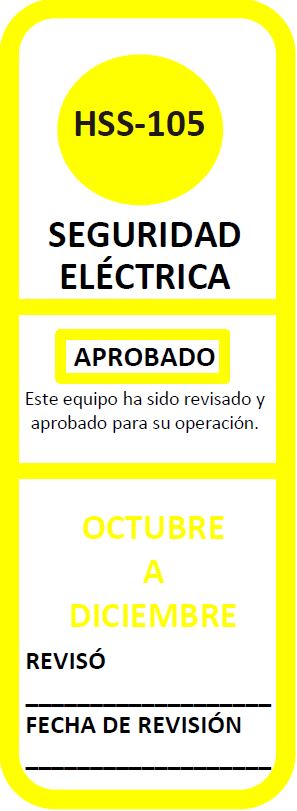 HSS-105
SEGURIDAD
ELÉCTRICA
APROBADO
Este equipo ha sido revisado y
aprobado para su operación.
OCTUBRE
A
DICIEMBRE
REVISÓ
FECHA DE REVISIÓN